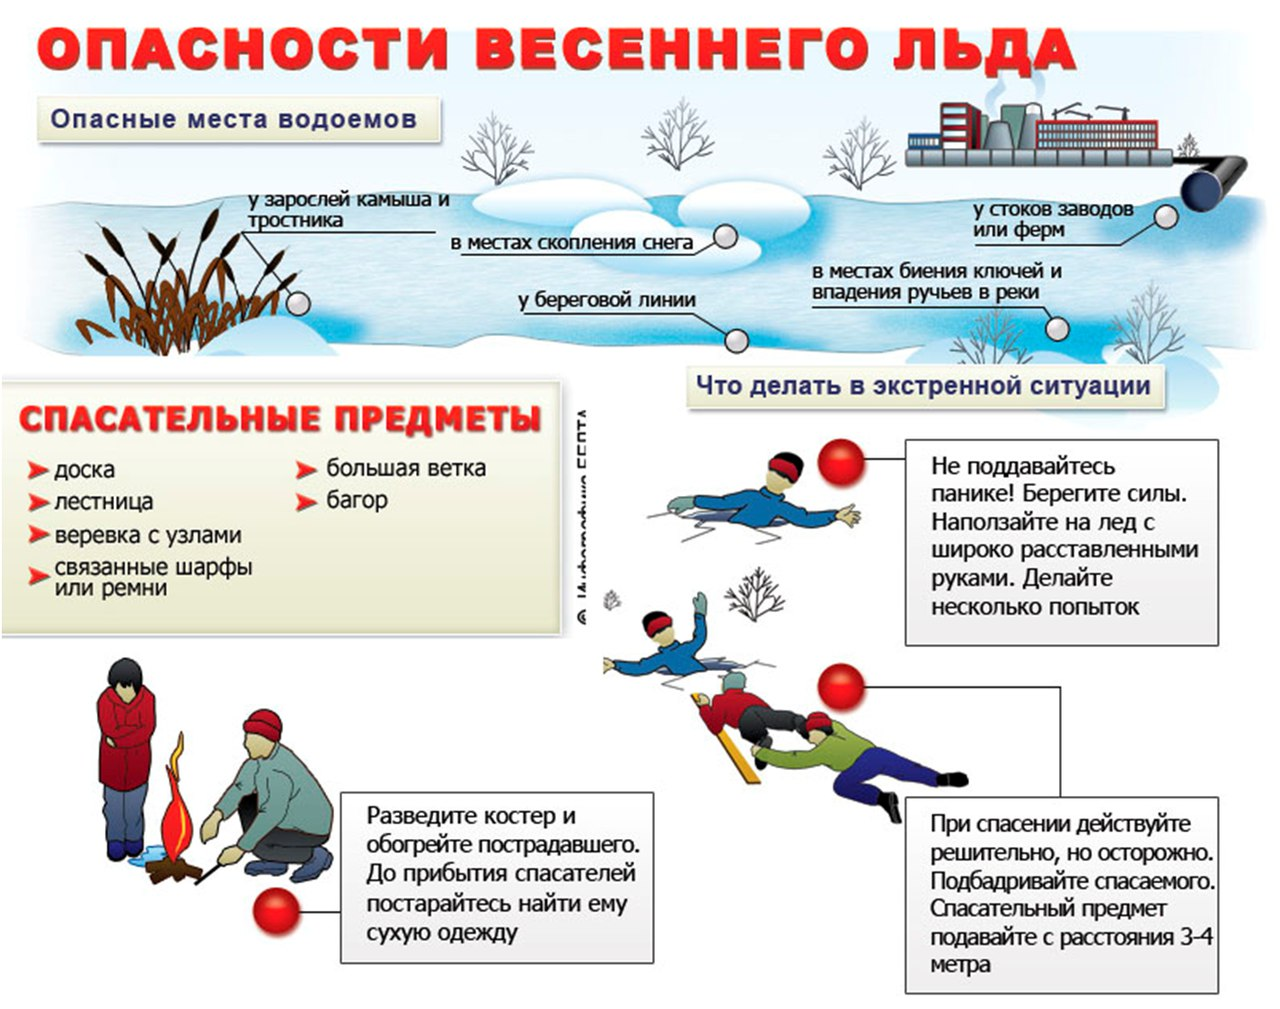 ОПАСНОСТИ ВЕСЕННЕГО ЛЬДА
Опасные места водоемов
у зарослей камыша и
тростника
в местах скопления снега
у береговой линии
у стоков заводов
или ферм
в местах биения ключей и
впадения ручьев в реки
СПАСАТЕЛЬНЫЕ ПРЕДМЕТЫ
доска
лестница
веревка с узлами
связанные шарфы
или ремни
большая ветка
багор
©
Что делать в экстренной ситуации
Не поддавайтесь
панике! Берегите силы.
Наползайте на лед с
широко расставленными
руками. Делайте
несколько попыток
При спасении действуйте
решительно, но осторожно.
Подбадривайте спасаемого.
Спасательный предмет
подавайте с расстояния 3-4
метра
Разведите костер и
обогрейте пострадавшего.
До прибытия спасателей
постарайтесь найти ему
сухую одежду